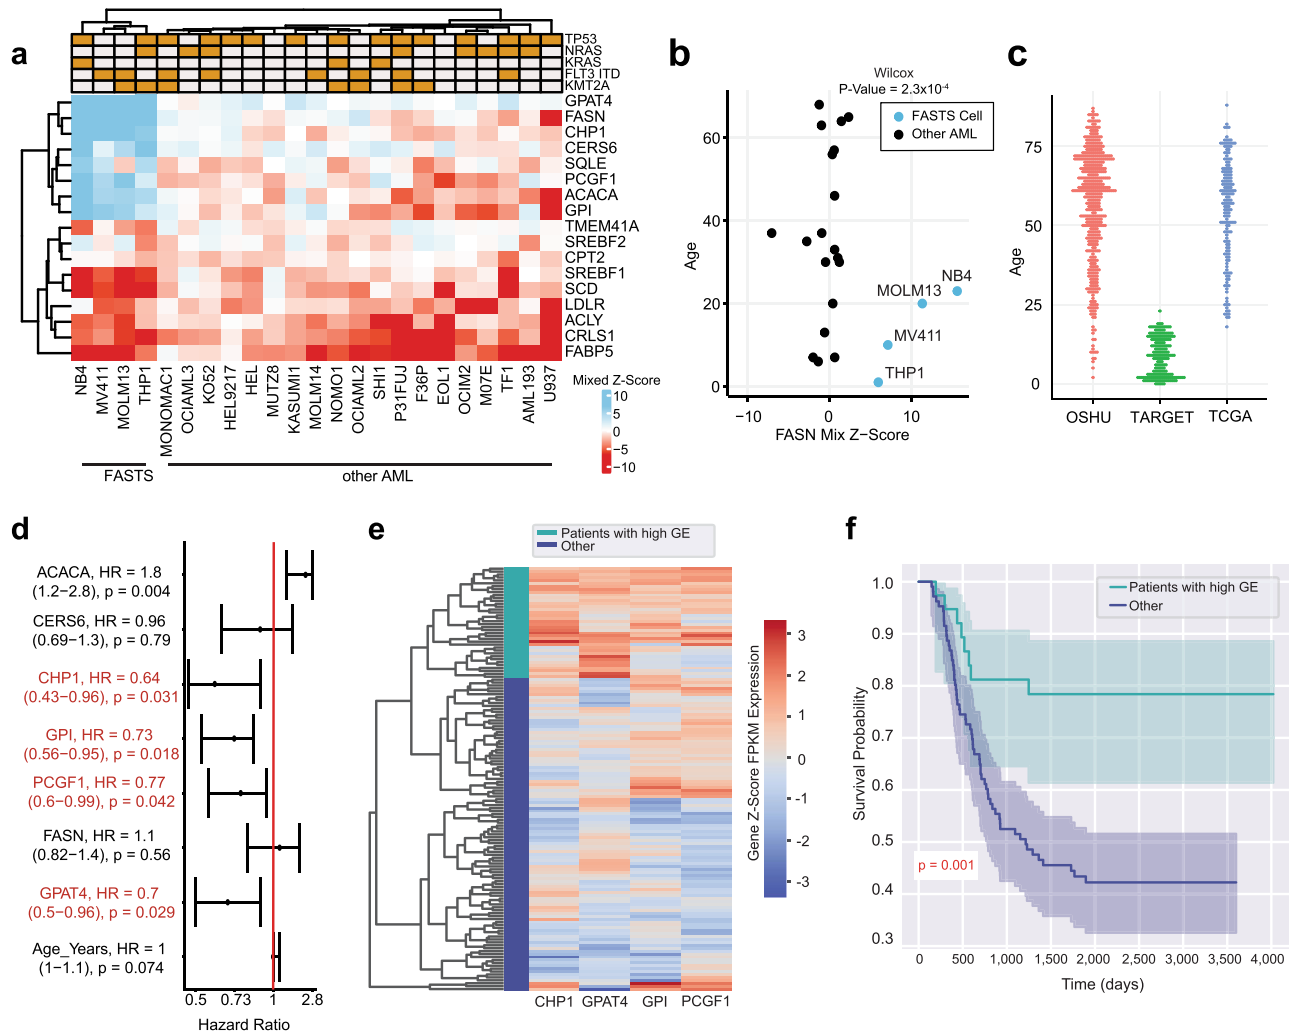 a
TP53
NRAS
KRAS
FLT3 ITD
KMT2A
GPAT4
FASN
CHP1
CERS6
SQLE
PCGF1
ACACA
GPI
TMEM41A
SREBF2
CPT2
SREBF1
SCD
LDLR
ACLY
CRLS1
FABP5
NB4
MV411
MOLM13
THP1
MONOMAC1
OCIAML3
KO52
HEL9217
HEL
MUTZ8
KASUMI1
MOLM14
NOMO1
OCIAML2
SHI1
P31FUJ
F36P
EOL1
OCIM2
M07E
TF1
AML193
U937
FASTS
other AML
Mixed Z-Score
10
5
0
−5
−10
b
Wilcox
P-Value = 2.3x10-4
FASTS Cell
Other AML
Age
60
40
20
0
NB4
MOLM13
MV411
THP1
−10
0
10
FASN Mix Z-Score
c
Age
75
50
25
0
OSHU
TARGET
TCGA
d
ACACA, HR = 1.8
(1.2−2.8), p = 0.004
CERS6, HR = 0.96
(0.69−1.3), p = 0.79
CHP1, HR = 0.64
(0.43−0.96), p = 0.031
GPI, HR = 0.73
(0.56−0.95), p = 0.018
PCGF1, HR = 0.77
(0.6−0.99), p = 0.042
FASN, HR = 1.1
(0.82−1.4), p = 0.56
GPAT4, HR = 0.7
(0.5−0.96), p = 0.029
Age_Years, HR = 1
(1−1.1), p = 0.074
0.5
0.73
1
2.8
Hazard Ratio
e
Patients with high GE
Other
CHP1
GPAT4
GPI
PCGF1
Gene Z-Score FPKM Expression
3
2
1
0
-1
-2
-3
f
Patients with high GE
Other
Survival Probability
1.0
0.9
0.8
0.7
0.6
0.5
0.4
0.3
p = 0.001
0
500
1,000
1,500
2,000
2,500
3,000
3,500
4,000
Time (days)